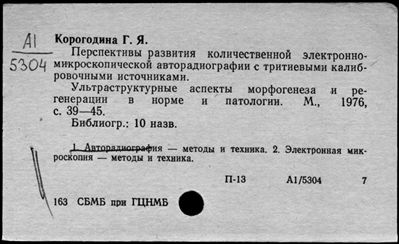 А1
5304
Корогодина Г. Я.
Перспективы развития количественной электронно-
микроскопической авторадиографии с тритиевыми калиб-
ровочными источниками.
Ультраструктурные аспекты морфогенеза и ре-
генерации в норме и патологии. М., 1976,
с. 39—45.
Библиогр.: 10 назв.
1. Авторадиография — методы и техника. 2. Электронная мик-
роскопия — методы и техника.
П-13 А1/5304 7
163 СБМБ при ГЦНМБ